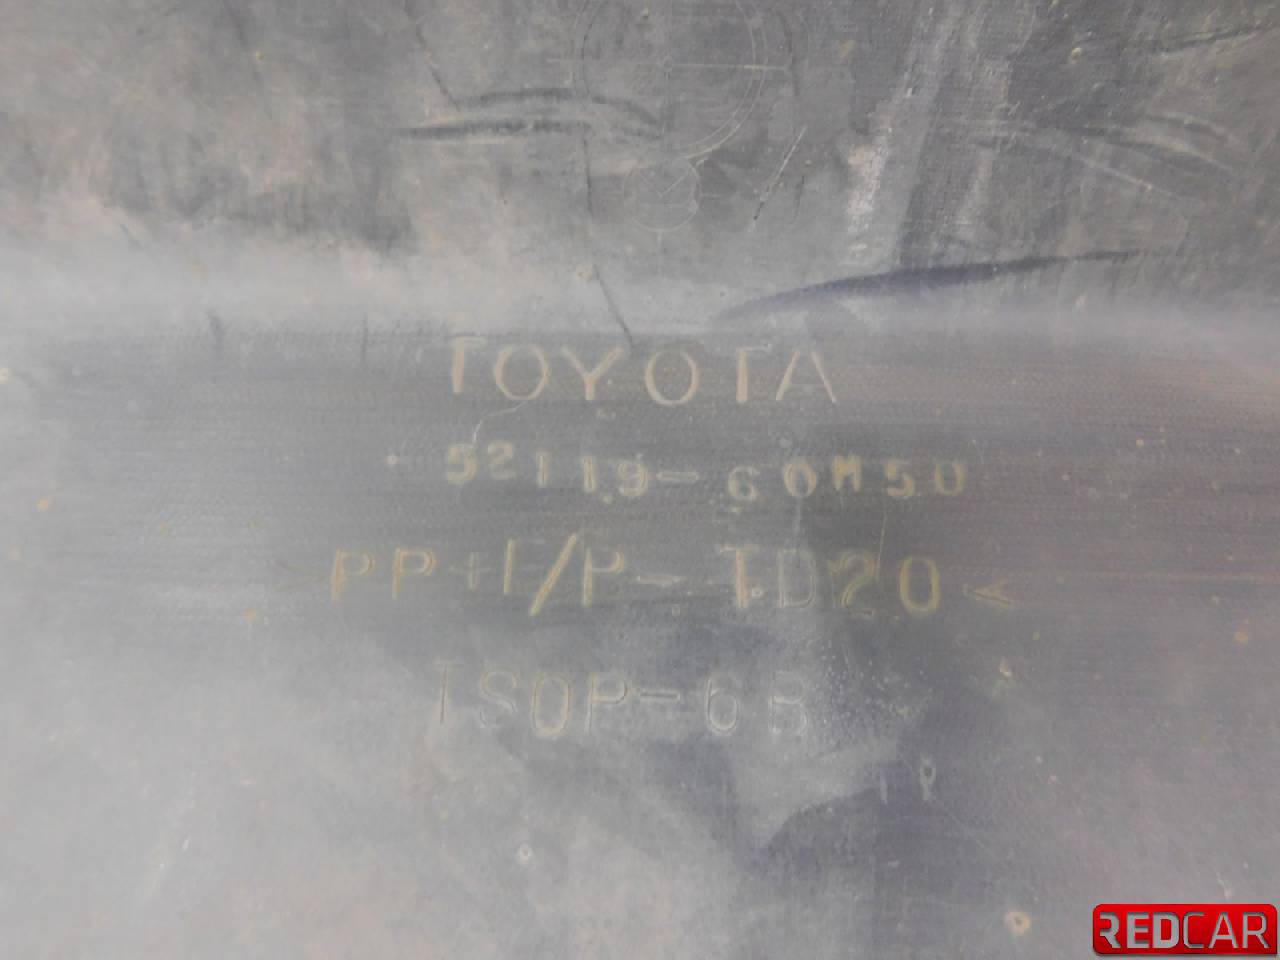 TOYOTA
52119-60M50
>PP+E/P-TD20<
TSOP-6B
REDCAR